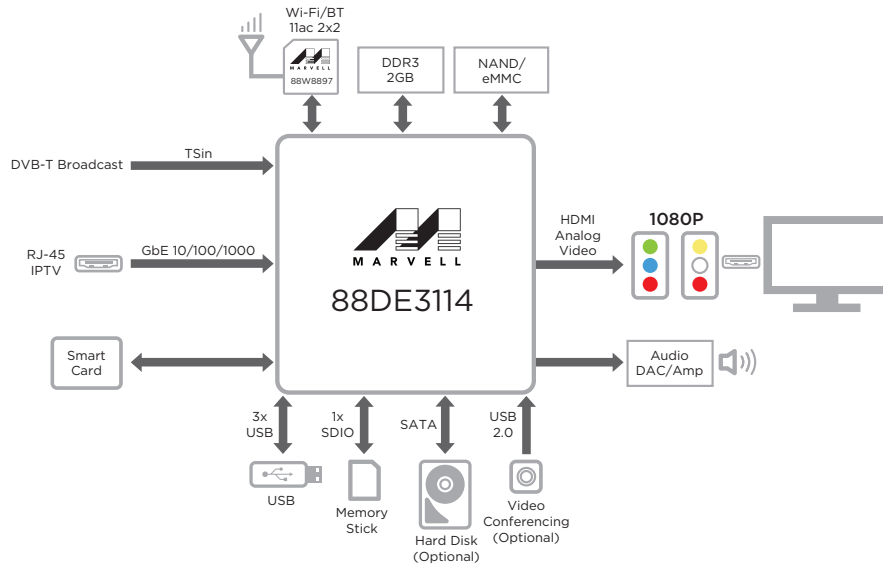 Wi-Fi/BT
11ac 2x2
MARVELL
88W8897
DDR3
2GB
NAND/
eMMC
DVB-T Broadcast
TSin
RJ-45
IPTV
GbE 10/100/1000
Smart
Card
MARVELL
88DE3114
HDMI
Analog
Video
1080P
Audio
DAC/Amp
3x
USB
1x
SDIO
SATA
USB
2.0
USB
Memory
Stick
Hard Disk
(Optional)
Video
Conferencing
(Optional)